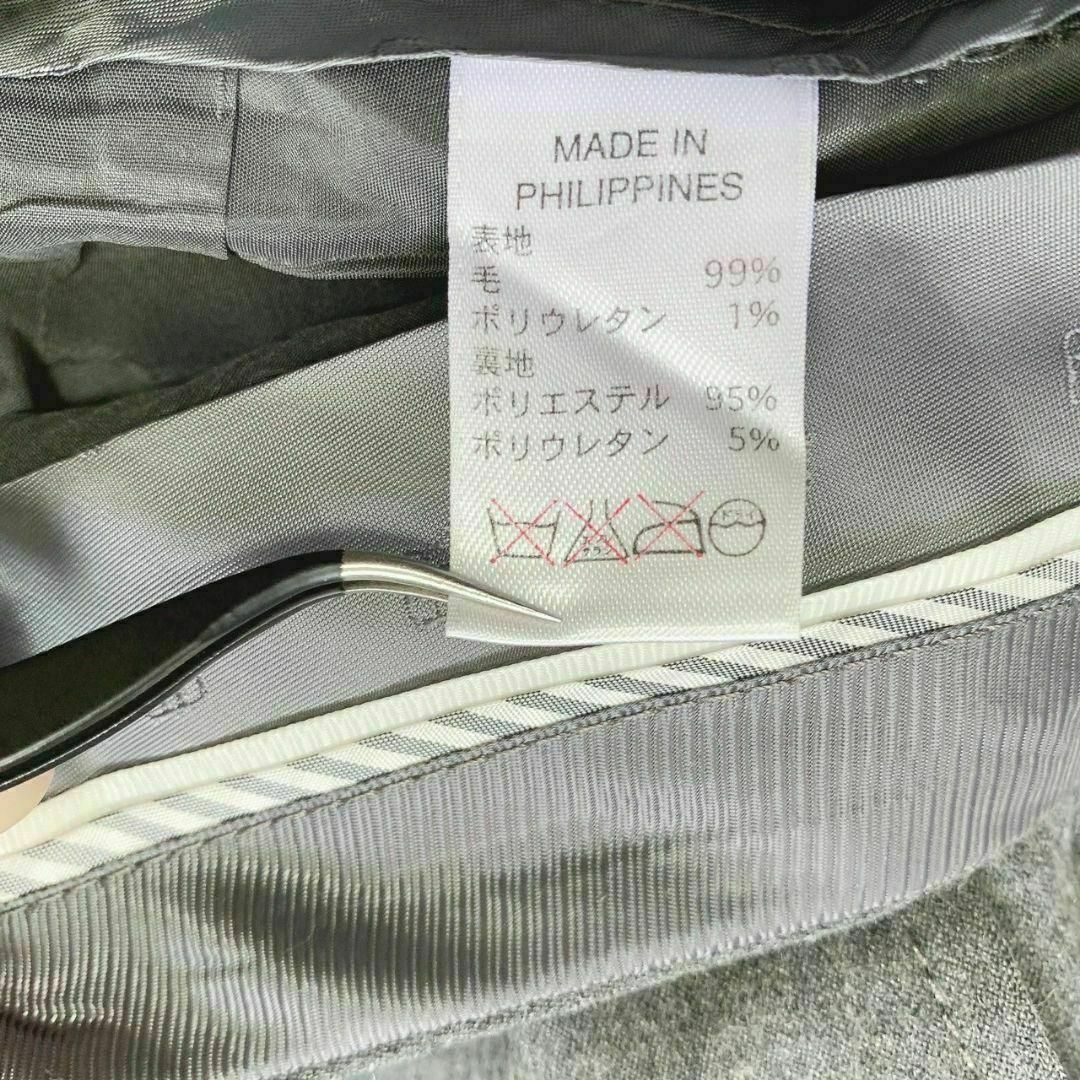 MADE IN
PHILIPPINES
表地
毛 99%
ポリウレタン 1%
裏地
ポリエステル 95%
ポリウレタン 5%